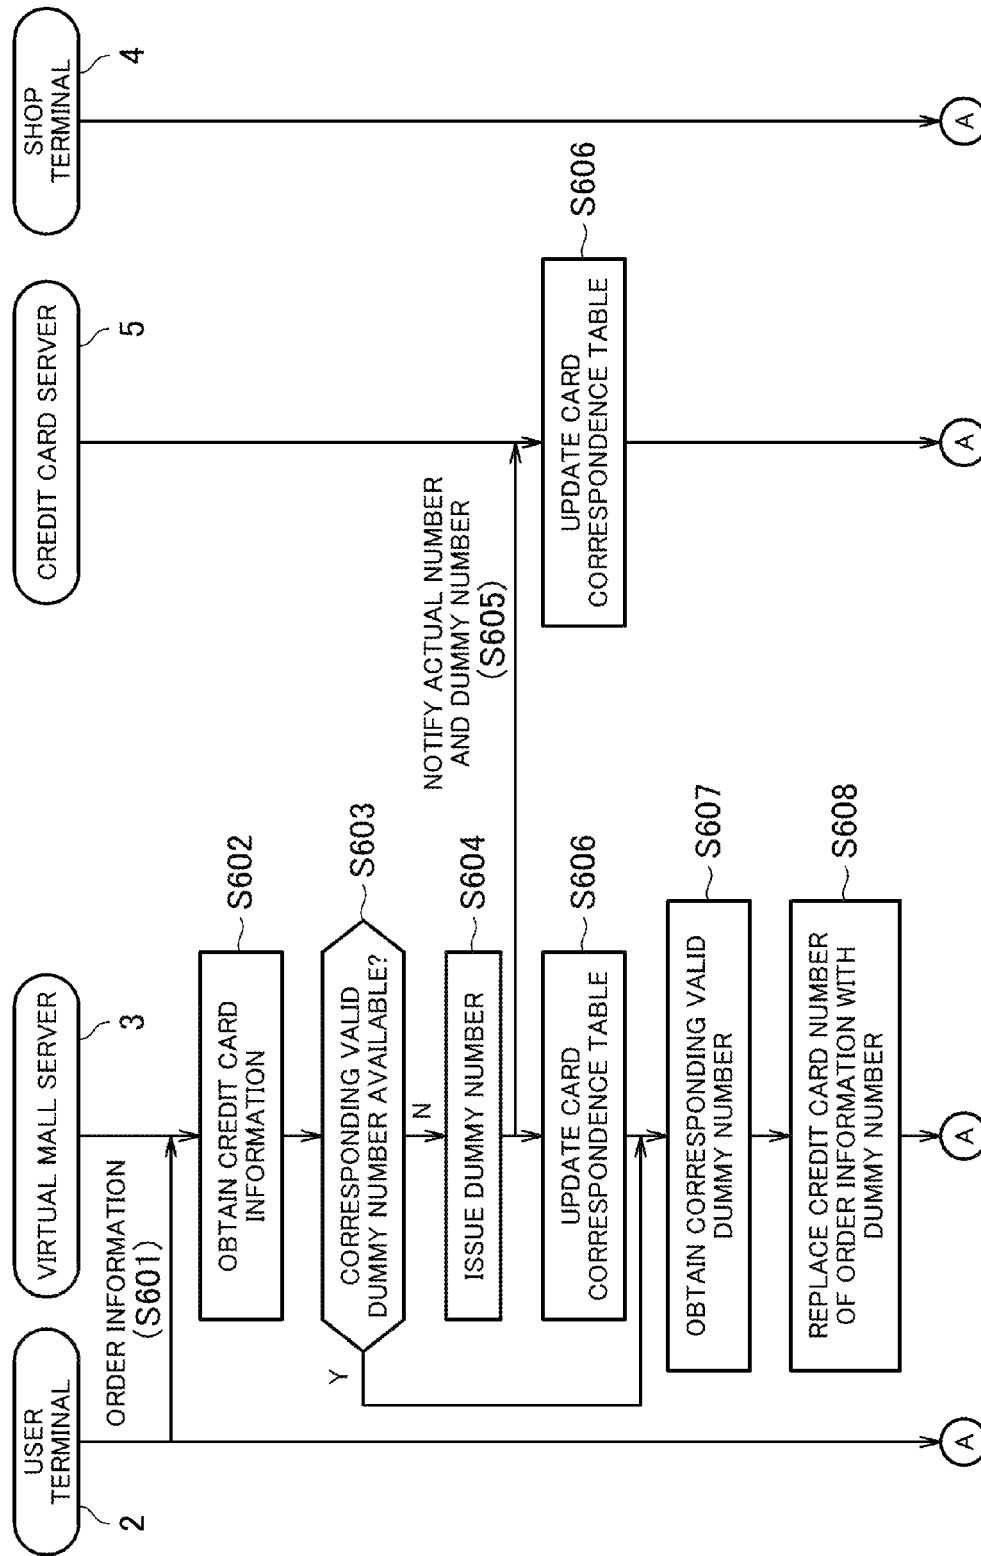 USER
TERMINAL
2
VIRTUAL MALL SERVER
3
CREDIT CARD SERVER
5
SHOP
TERMINAL
4
ORDER INFORMATION
(S601)
OBTAIN CREDIT CARD
INFORMATION
S602
CORRESPONDING VALID
DUMMY NUMBER AVAILABLE?
S603
Y
N
ISSUE DUMMY NUMBER
S604
NOTIFY ACTUAL NUMBER
AND DUMMY NUMBER
(S605)
UPDATE CARD
CORRESPONDENCE TABLE
S606
UPDATE CARD
CORRESPONDENCE TABLE
S606
OBTAIN CORRESPONDING VALID
DUMMY NUMBER
S607
REPLACE CREDIT CARD NUMBER
OF ORDER INFORMATION WITH
DUMMY NUMBER
S608
A
A
A
A